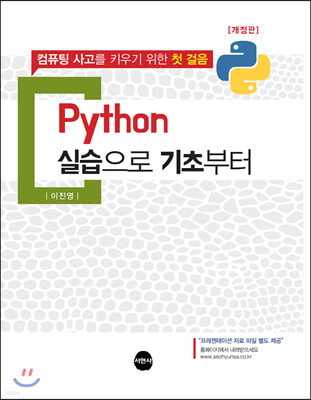 컴퓨팅 사고를 키우기 위한 첫 걸음
[개정판]
Python
실습으로 기초부터
| 이진영 |
"프레젠테이션 자료 파일 별도 제공"
홈페이지에서 내려받으세요
www.seohyunsa.co.kr
서현사